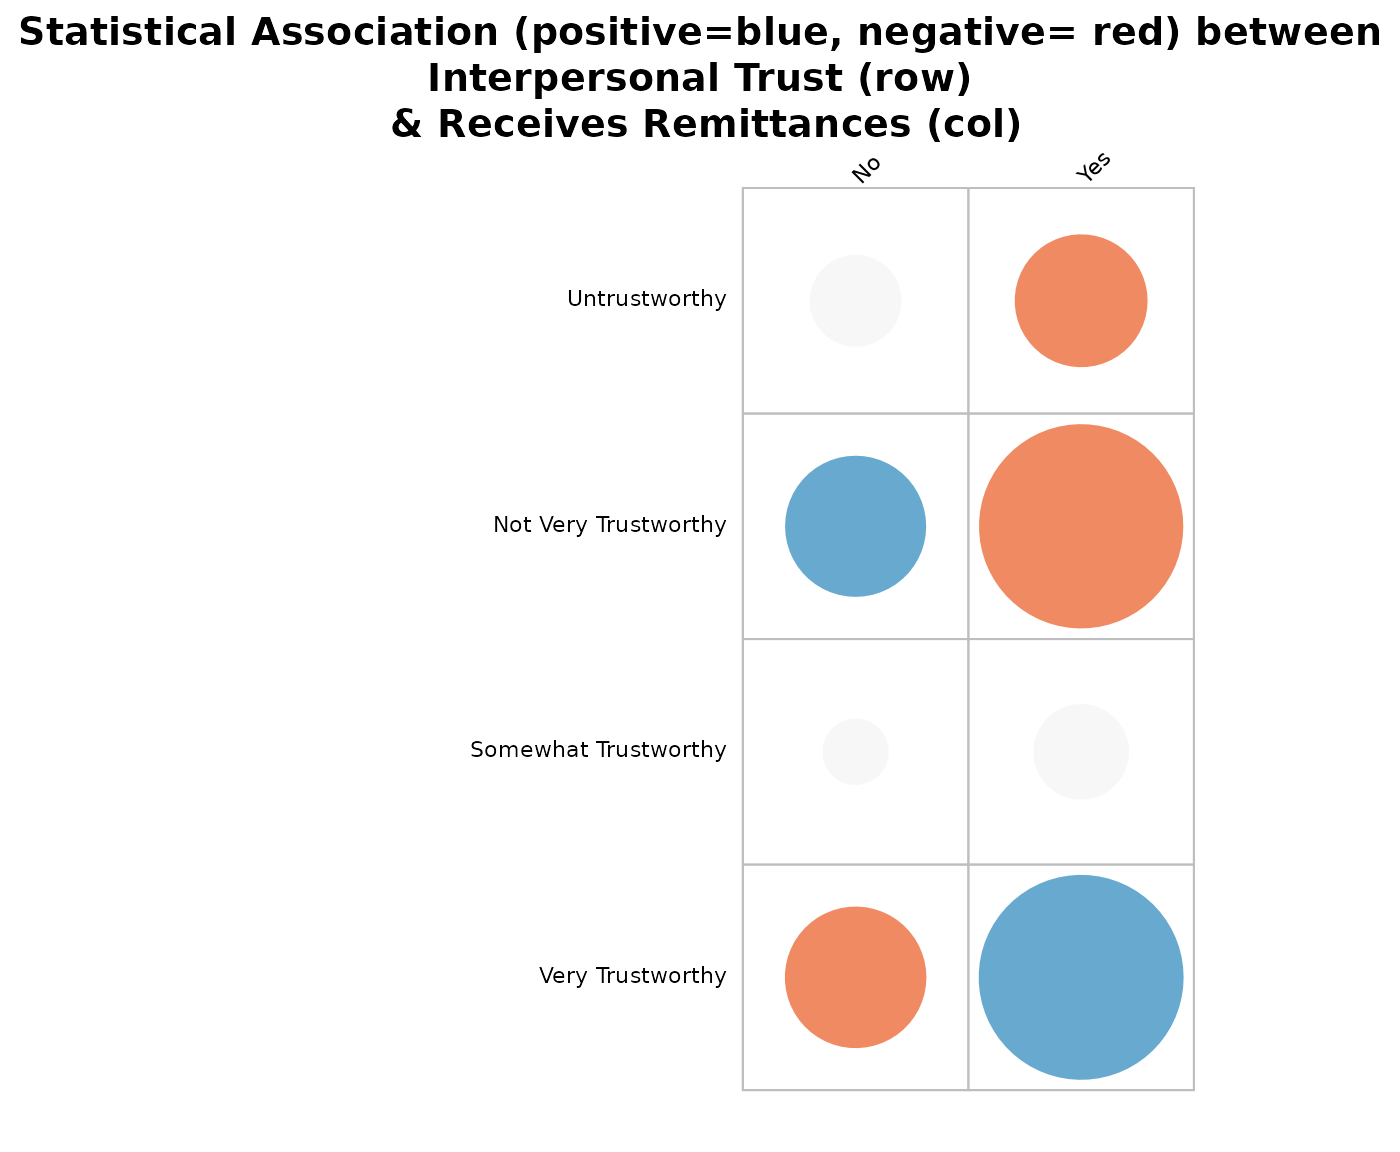 Statistical Association (positive=blue, negative= red) between
Interpersonal Trust (row)
& Receives Remittances (col)
No
Yes
Untrustworthy
Not Very Trustworthy
Somewhat Trustworthy
Very Trustworthy